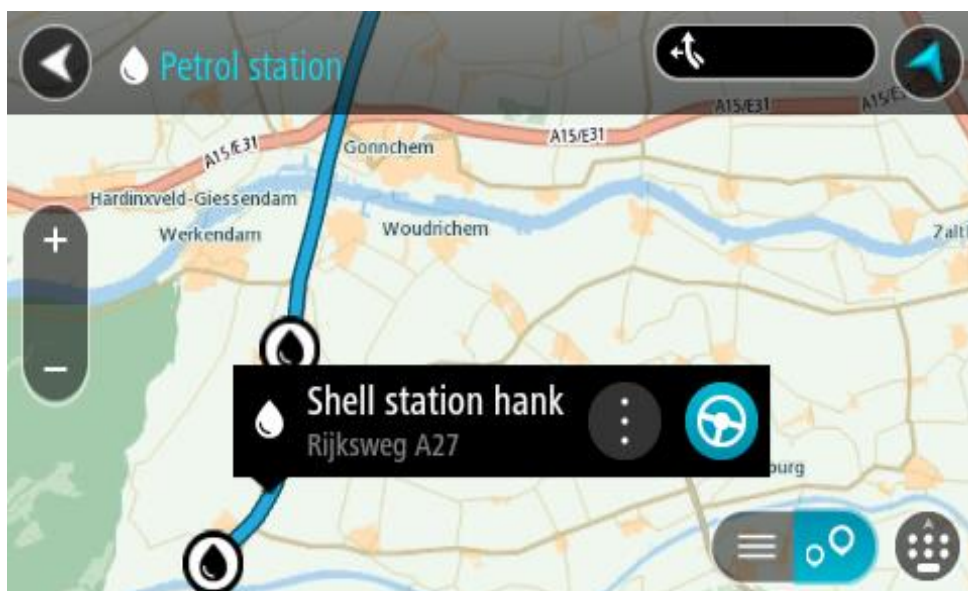 Petrol station
A15/E31
A15/E31
A15/E31
Gonnchem
Hardinxveld-Giessendam
Werkendam
Woudrichem
Zalt
+
−
Shell station hank
Rijksweg A27
burg
A